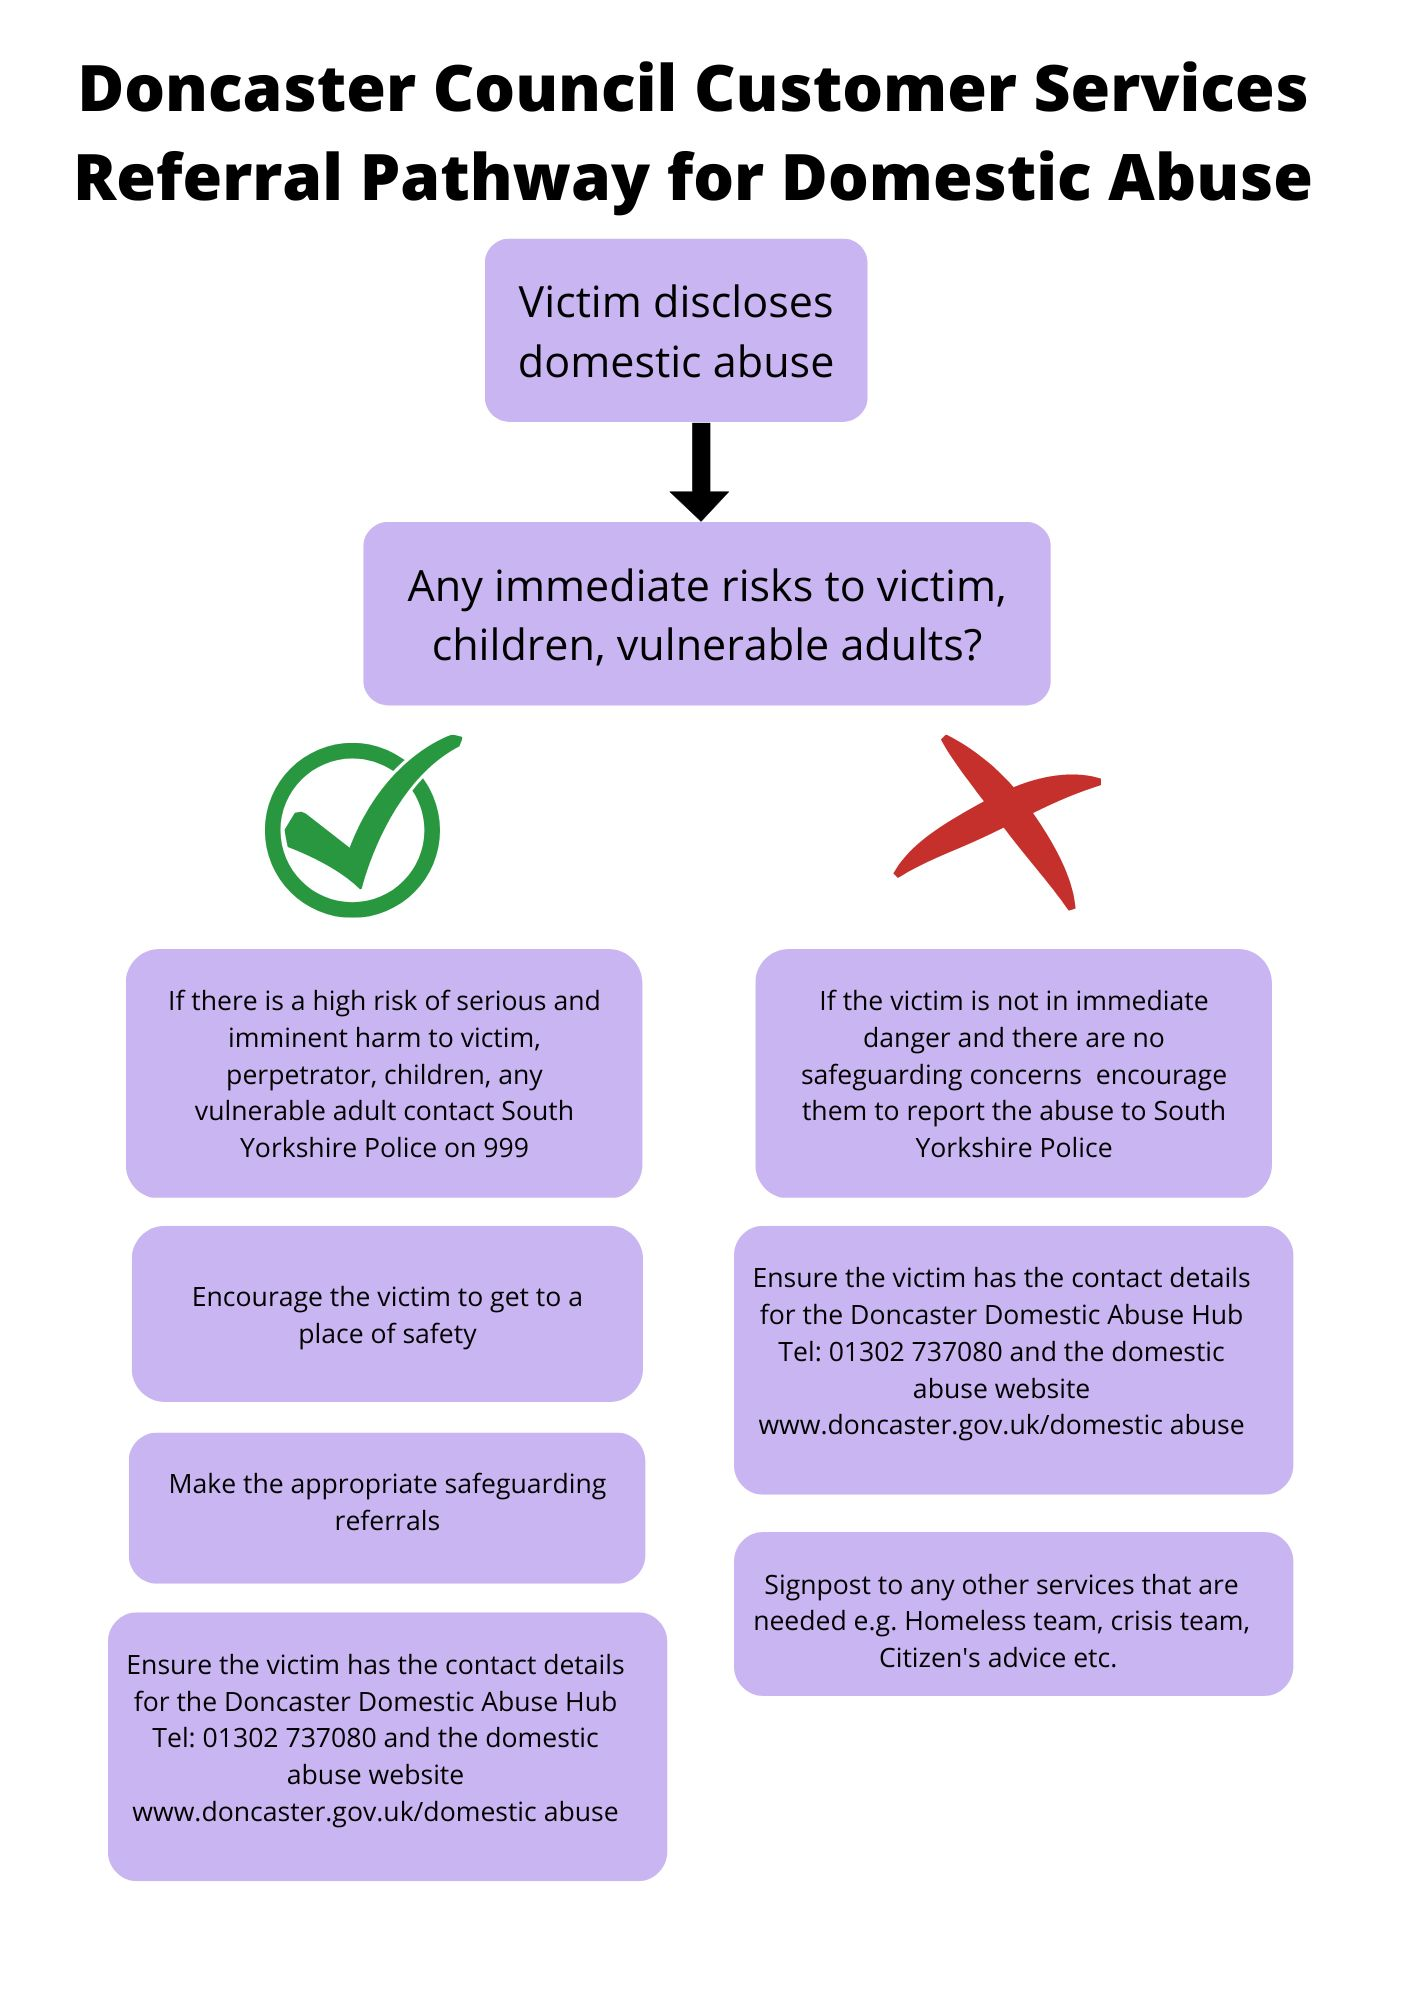 Doncaster Council Customer Services
Referral Pathway for Domestic Abuse
Victim discloses
domestic abuse
Any immediate risks to victim,
children, vulnerable adults?
If there is a high risk of serious and
imminent harm to victim,
perpetrator, children, any
vulnerable adult contact South
Yorkshire Police on 999
Encourage the victim to get to a
place of safety
Make the appropriate safeguarding
referrals
Ensure the victim has the contact details
for the Doncaster Domestic Abuse Hub
Tel: 01302 737080 and the domestic
abuse website
www.doncaster.gov.uk/domestic abuse
If the victim is not in immediate
danger and there are no
safeguarding concerns  encourage
them to report the abuse to South
Yorkshire Police
Ensure the victim has the contact details
for the Doncaster Domestic Abuse Hub
Tel: 01302 737080 and the domestic
abuse website
www.doncaster.gov.uk/domestic abuse
Signpost to any other services that are
needed e.g. Homeless team, crisis team,
Citizen's advice etc.